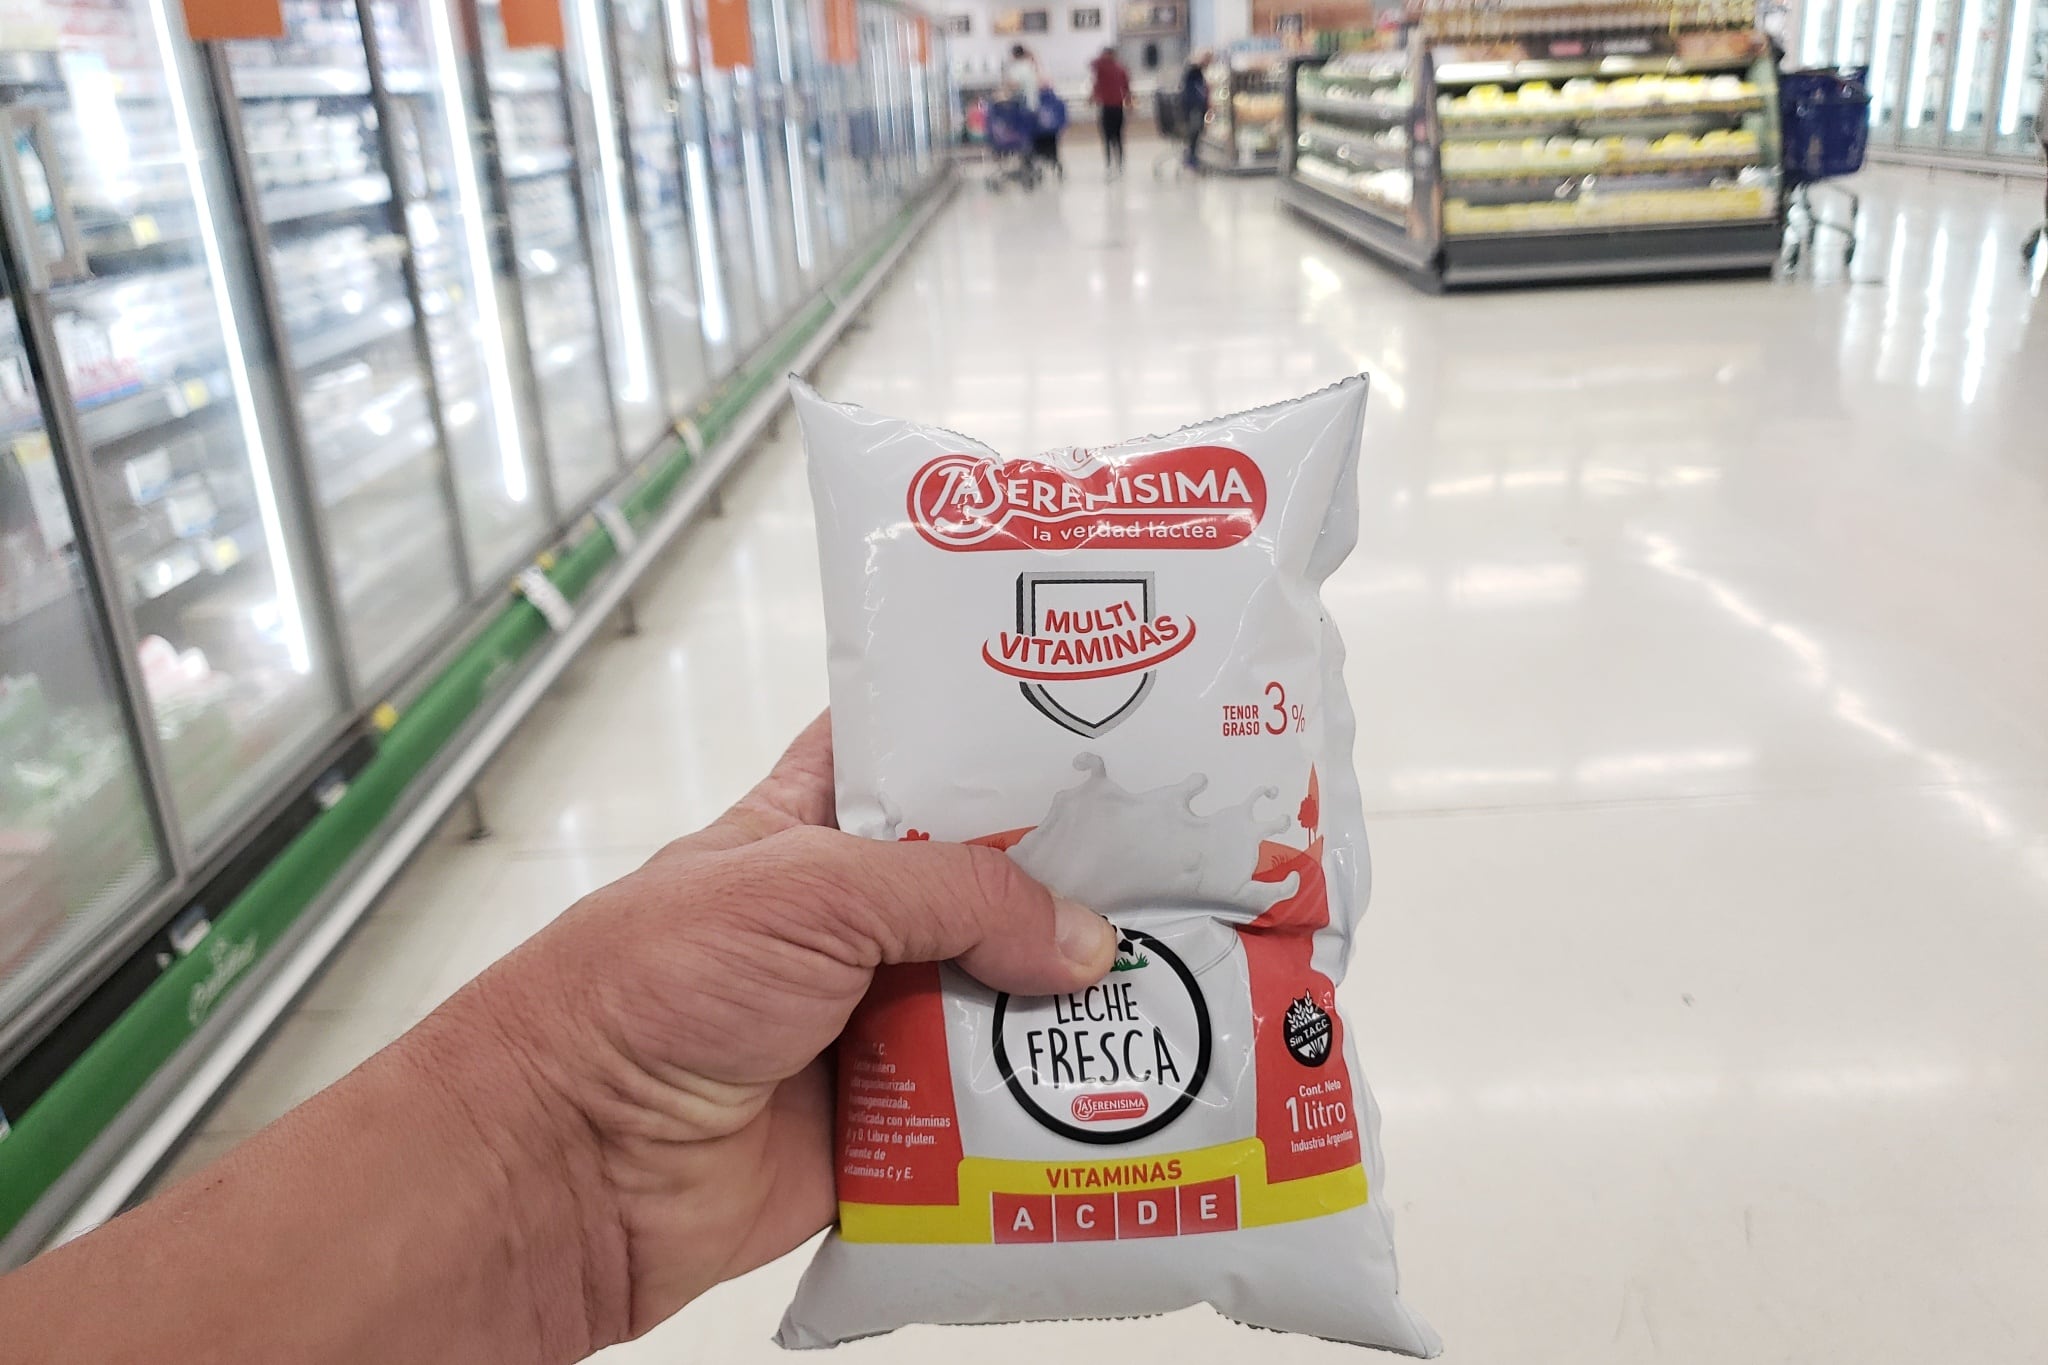 LA SERENISIMA
la verdad láctea
MULTI
VITAMINAS
TENOR
GRASO 3%
LECHE
FRESCA
LA SERENISIMA
homogeneizada,
con vitaminas
y D. Libre de gluten.
Fuente de
vitaminas C y E.
Sin T.A.C.C.
Cont. Neto
1 litro
Industria Argentina
VITAMINAS
A C D E